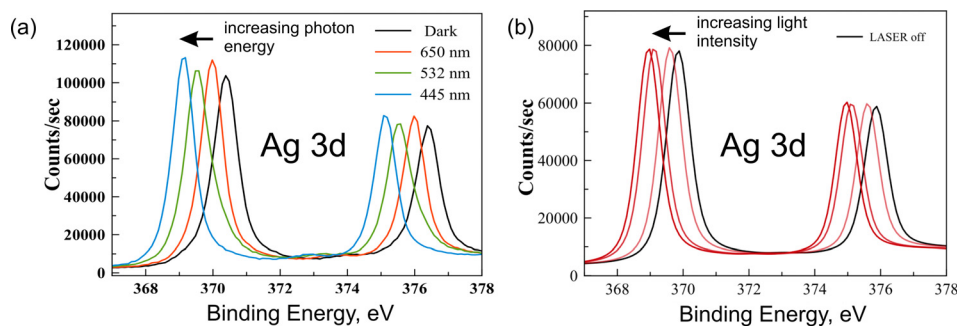 (a)
increasing photon
energy
Dark
650 nm
532 nm
445 nm
Ag 3d
Counts/sec
120000
100000
80000
60000
40000
20000
0
368
370
372
374
376
378
Binding Energy, eV
(b)
increasing light
intensity
LASER off
Ag 3d
Counts/sec
80000
60000
40000
20000
0
368
370
372
374
376
378
Binding Energy, eV